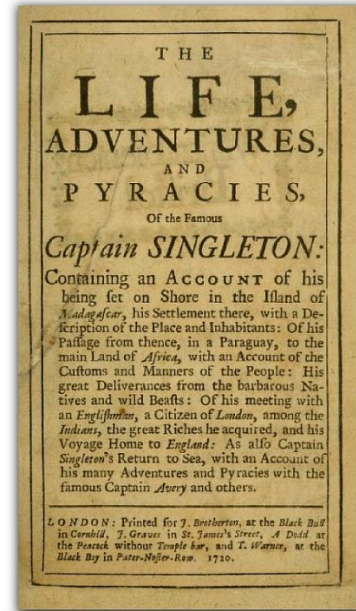 THE
LIFE,
ADVENTURES,
AND
PYRACIES,
Of the Famous
Captain SINGLETON:
Containing an ACCOUNT of his
being ſet on Shore in the Iſland of
Madagaſcar, his Settlement there, with a De-
ſcription of the Place and Inhabitants: Of his
Paſſage from thence, in a Paraguay, to the
main Land of Africa, with an Account of the
Cuſtoms and Manners of the People: His
great Deliverances from the barbarous Na-
tives and wild Beaſts: Of his meeting with
an Engliſhman, a Citizen of London, among the
Indians, the great Riches he acquired, and his
Voyage Home to England: As alſo Captain
Singleton's Return to Sea, with an Account of
his many Adventures and Pyracies with the
famous Captain Avery and others.
LONDON: Printed for J. Brotherton, at the Black Bull
in Cornhill, J. Graves in St. James's Street, A Dodd at
the Peacock without Temple bar, and T. Warner, at the
Black Boy in Pater-Noſter-Row. 1720.